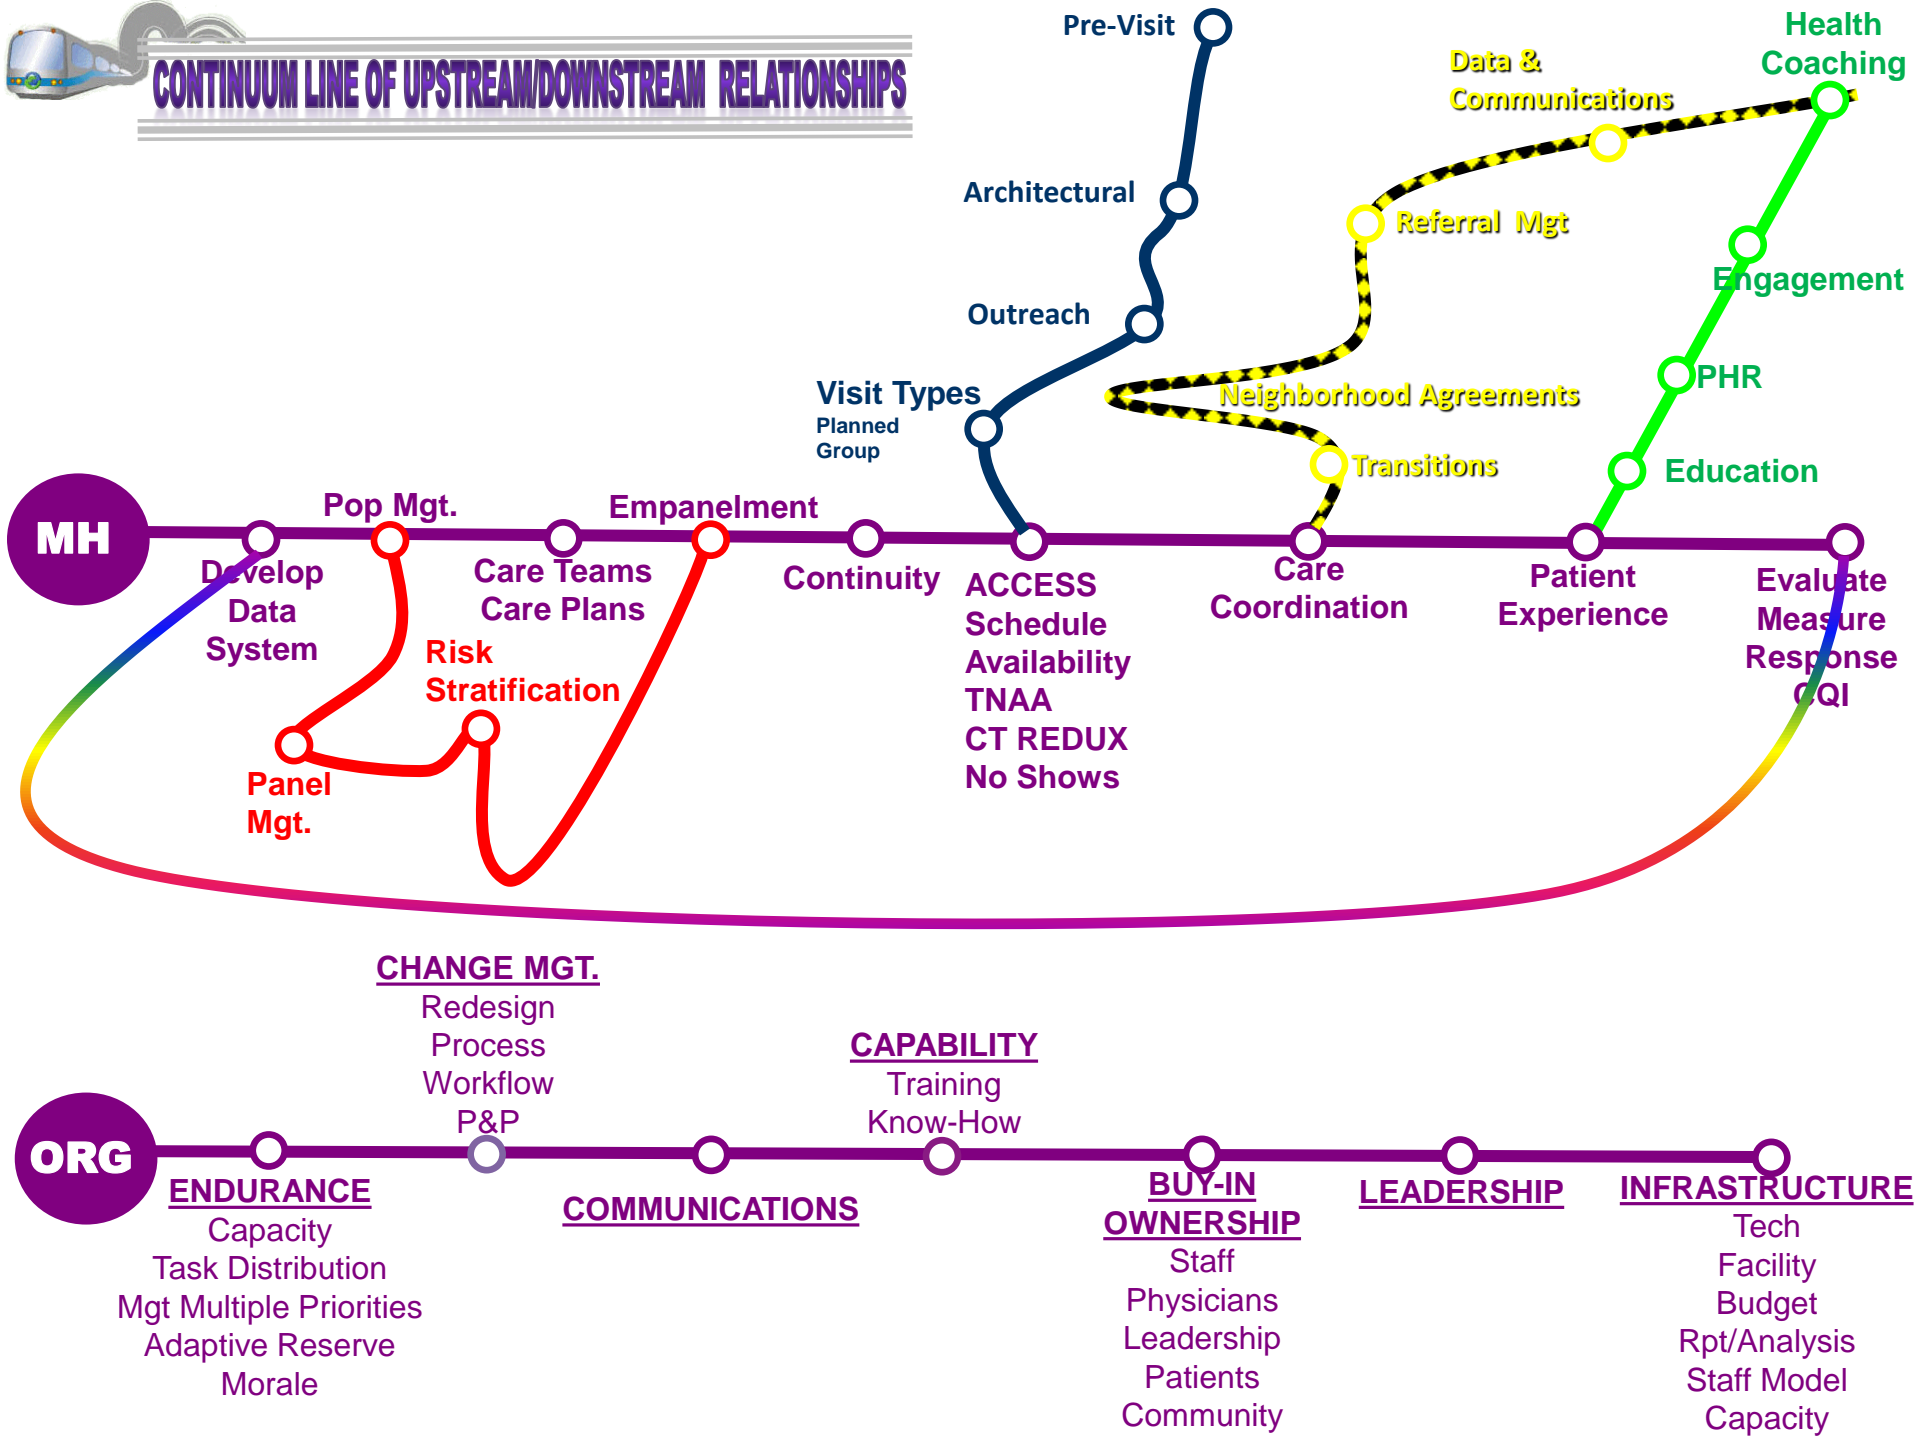 CONTINUUM LINE OF UPSTREAM/DOWNSTREAM RELATIONSHIPS
Pre-Visit
Architectural
Outreach
Visit Types
Planned
Group
Data &
Communications
Referral Mgt
Neighborhood Agreements
Transitions
Health
Coaching
Engagement
PHR
Education
MH
Develop
Data
System
Pop Mgt.
Care Teams
Care Plans
Empanelment
Continuity
ACCESS
Schedule
Availability
TNAA
CT REDUX
No Shows
Care
Coordination
Patient
Experience
Evaluate
Measure
Response
CQI
Risk
Stratification
Panel
Mgt.
ORG
ENDURANCE
Capacity
Task Distribution
Mgt Multiple Priorities
Adaptive Reserve
Morale
CHANGE MGT.
Redesign
Process
Workflow
P&P
COMMUNICATIONS
CAPABILITY
Training
Know-How
BUY-IN
OWNERSHIP
Staff
Physicians
Leadership
Patients
Community
LEADERSHIP
INFRASTRUCTURE
Tech
Facility
Budget
Rpt/Analysis
Staff Model
Capacity